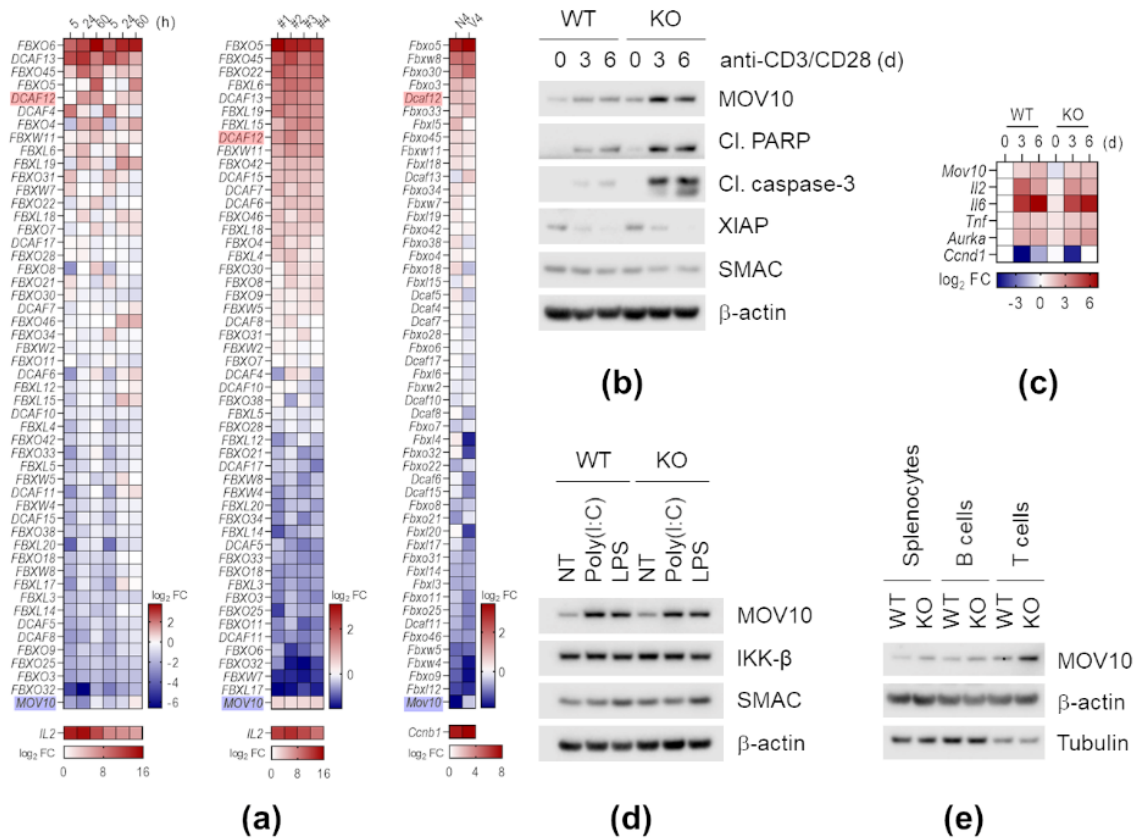 5 24 60 5 24 60 (h)
FBXO6
DCAF13
FBXO45
FBXO5
DCAF12
DCAF4
FBXO4
FBXW11
FBXL6
FBXL19
FBXO31
FBXW7
FBXO22
FBXL18
FBXO7
DCAF17
FBXO28
FBXO8
FBXO21
FBXO30
DCAF7
FBXO46
FBXO34
FBXW2
FBXO11
DCAF6
FBXL12
FBXL15
DCAF10
FBXL4
FBXO42
FBXO33
FBXL5
FBXW5
DCAF11
FBXW4
DCAF15
FBXO38
FBXL20
FBXO18
FBXW8
FBXL17
FBXL3
FBXL14
DCAF5
DCAF8
FBXO9
FBXO25
FBXO3
FBXO32
MOV10
log2 FC
2
0
-2
-4
-6
IL2
log2 FC
0 8 16
#1 #2 #3 #4
FBXO5
FBXO45
FBXO22
FBXL6
DCAF13
FBXL19
FBXL15
DCAF12
FBXW11
FBXO42
DCAF15
DCAF7
DCAF6
FBXO46
FBXL18
FBXO4
FBXL4
FBXO30
FBXO8
FBXO9
FBXW5
DCAF8
FBXO31
FBXW2
FBXO7
DCAF4
DCAF10
FBXO38
FBXL5
FBXO28
FBXL12
FBXO21
DCAF17
FBXW8
FBXW4
FBXL20
FBXO34
FBXL14
DCAF5
FBXO33
FBXO18
FBXL3
FBXO3
FBXO25
FBXO11
DCAF11
FBXO6
FBXO32
FBXW7
FBXL17
MOV10
log2 FC
2
0
-2
IL2
log2 FC
0 8 16
N4 V4
Fbxo5
Fbxw8
Fbxo30
Fbxo3
Dcaf12
Fbxo33
Fbxl5
Fbxo45
Fbxw11
Fbxl18
Dcaf13
Fbxo34
Fbxw7
Fbxl19
Fbxo42
Fbxo38
Fbxo4
Fbxo18
Fbxl15
Dcaf5
Dcaf4
Dcaf7
Fbxo28
Fbxo6
Dcaf17
Fbxl6
Fbxw2
Dcaf10
Dcaf8
Fbxo7
Fbxl4
Fbxo32
Fbxo22
Dcaf6
Dcaf15
Fbxo8
Fbxo21
Fbxl20
Fbxl17
Fbxo31
Fbxl14
Fbxl3
Fbxo11
Fbxo25
Dcaf11
Fbxo46
Fbxw5
Fbxw4
Fbxo9
Fbxl12
Mov10
log2 FC
3
2
1
0
-1
-2
-3
Ccnb1
log2 FC
0 2 4 6 8
(a)
WT KO
0 3 6 0 3 6 anti-CD3/CD28 (d)
MOV10
Cl. PARP
Cl. caspase-3
XIAP
SMAC
β-actin
(b)
WT KO
3 6 3 6 (d)
Mov10
Il2
Il6
Tnf
Aurka
Ccnd1
log2 FC
-3 0 3 6
(c)
WT KO
NT Poly(I:C) LPS NT Poly(I:C) LPS
MOV10
IKK-β
SMAC
β-actin
(d)
Splenocytes B cells T cells
WT KO WT KO WT KO
MOV10
β-actin
Tubulin
(e)